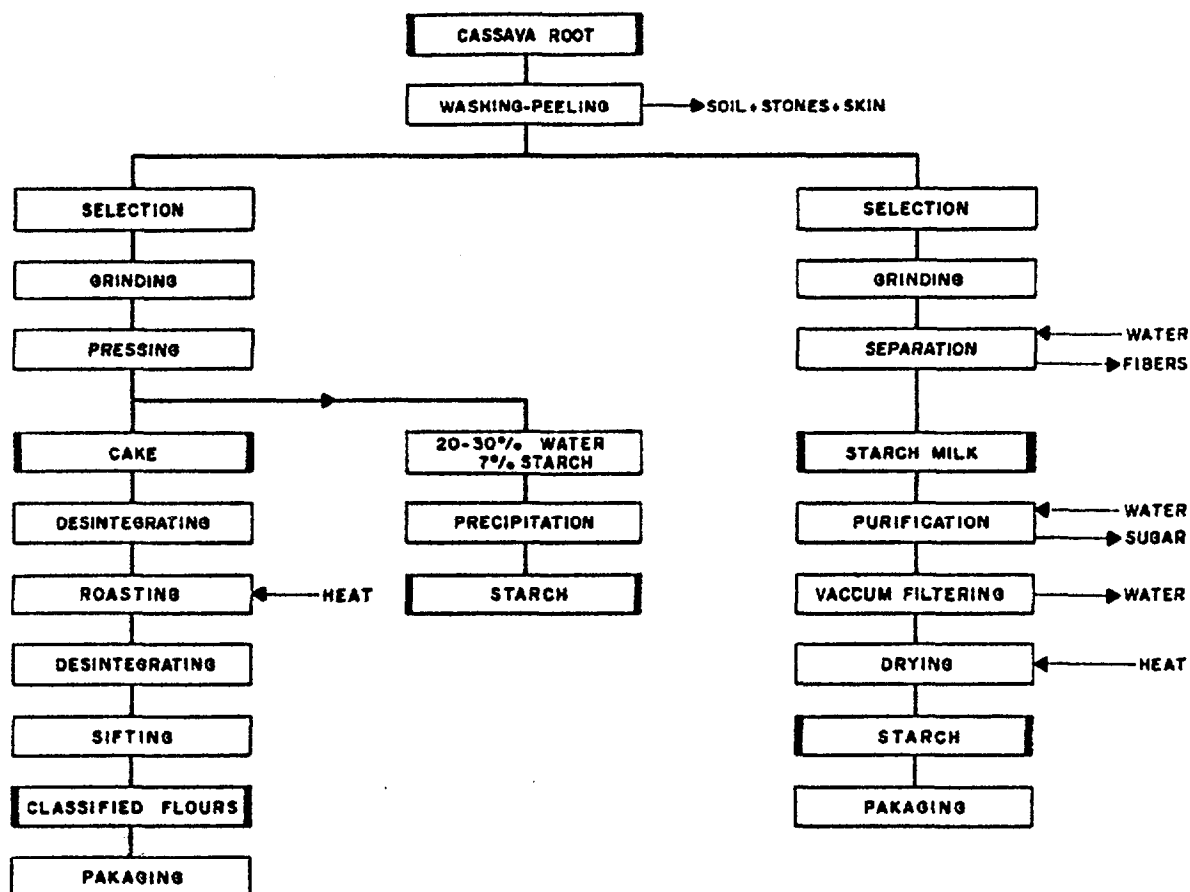 CASSAVA ROOT
WASHING-PEELING
SOIL+STONES+SKIN
SELECTION
GRINDING
PRESSING
CAKE
DESINTEGRATING
ROASTING
HEAT
DESINTEGRATING
SIFTING
CLASSIFIED FLOURS
PAKAGING
20-30% WATER
7% STARCH
PRECIPITATION
STARCH
SELECTION
GRINDING
SEPARATION
WATER
FIBERS
STARCH MILK
PURIFICATION
WATER
SUGAR
VACCUM FILTERING
WATER
DRYING
HEAT
STARCH
PAKAGING